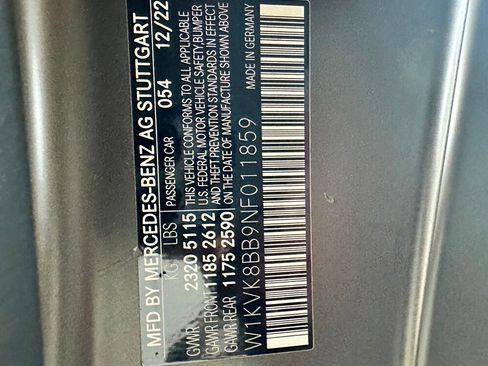 MFD BY MERCEDES-BENZ AG STUTTGART
PASSENGER CAR 054 12/22
KG LBS
GVWR 2320 5115
GAWR FRONT 1185 2612
GAWR REAR 1175 2590
THIS VEHICLE CONFORMS TO ALL APPLICABLE
U.S. FEDERAL MOTOR VEHICLE SAFETY, BUMPER
AND THEFT PREVENTION STANDARDS IN EFFECT
ON THE DATE OF MANUFACTURE SHOWN ABOVE
W1KVK8BB9NF011859
MADE IN GERMANY